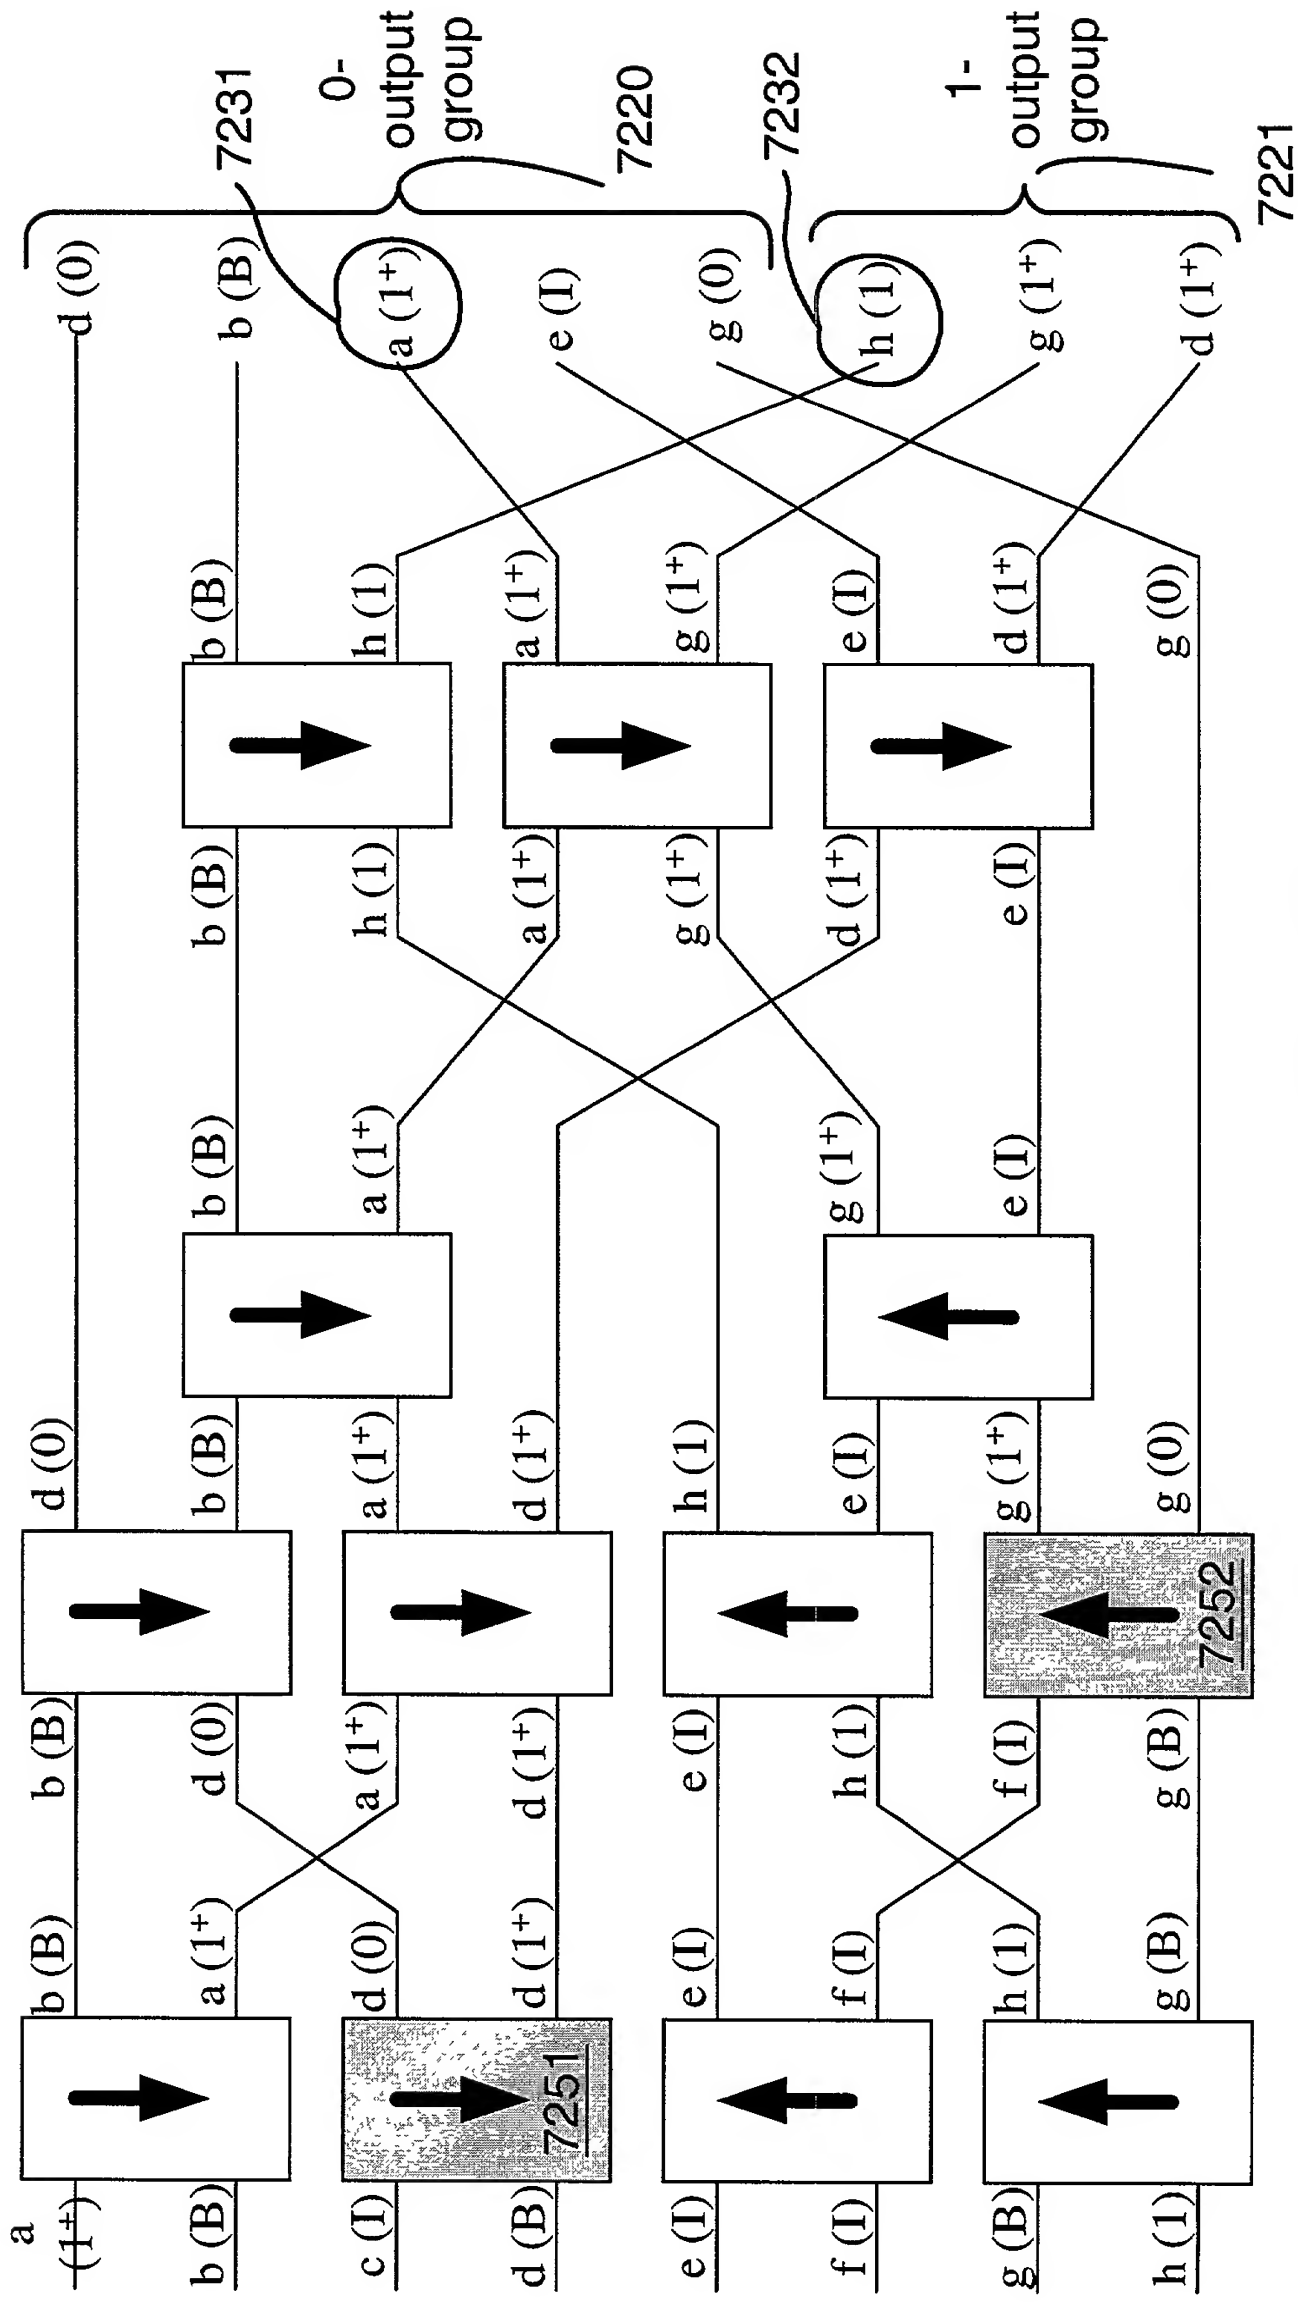 a
(1+)
b (B)
c (I)
d (B)
e (I)
f (I)
g (B)
h (1)
7251
b (B)
a (1+)
d (0)
d (1+)
e (I)
f (I)
h (1)
g (B)
b (B)
d (0)
a (1+)
d (1+)
e (I)
h (1)
f (I)
g (B)
7252
d (0)
b (B)
a (1+)
d (1+)
h (1)
e (I)
g (1+)
g (0)
b (B)
a (1+)
g (1+)
e (I)
b (B)
h (1)
a (1+)
g (1+)
d (1+)
e (I)
b (B)
h (1)
a (1+)
g (1+)
e (I)
d (1+)
g (0)
d (0)
b (B)
a (1+)
e (I)
g (0)
h (1)
g (1+)
d (1+)
7231
0-
output
group
7220
7232
1-
output
group
7221